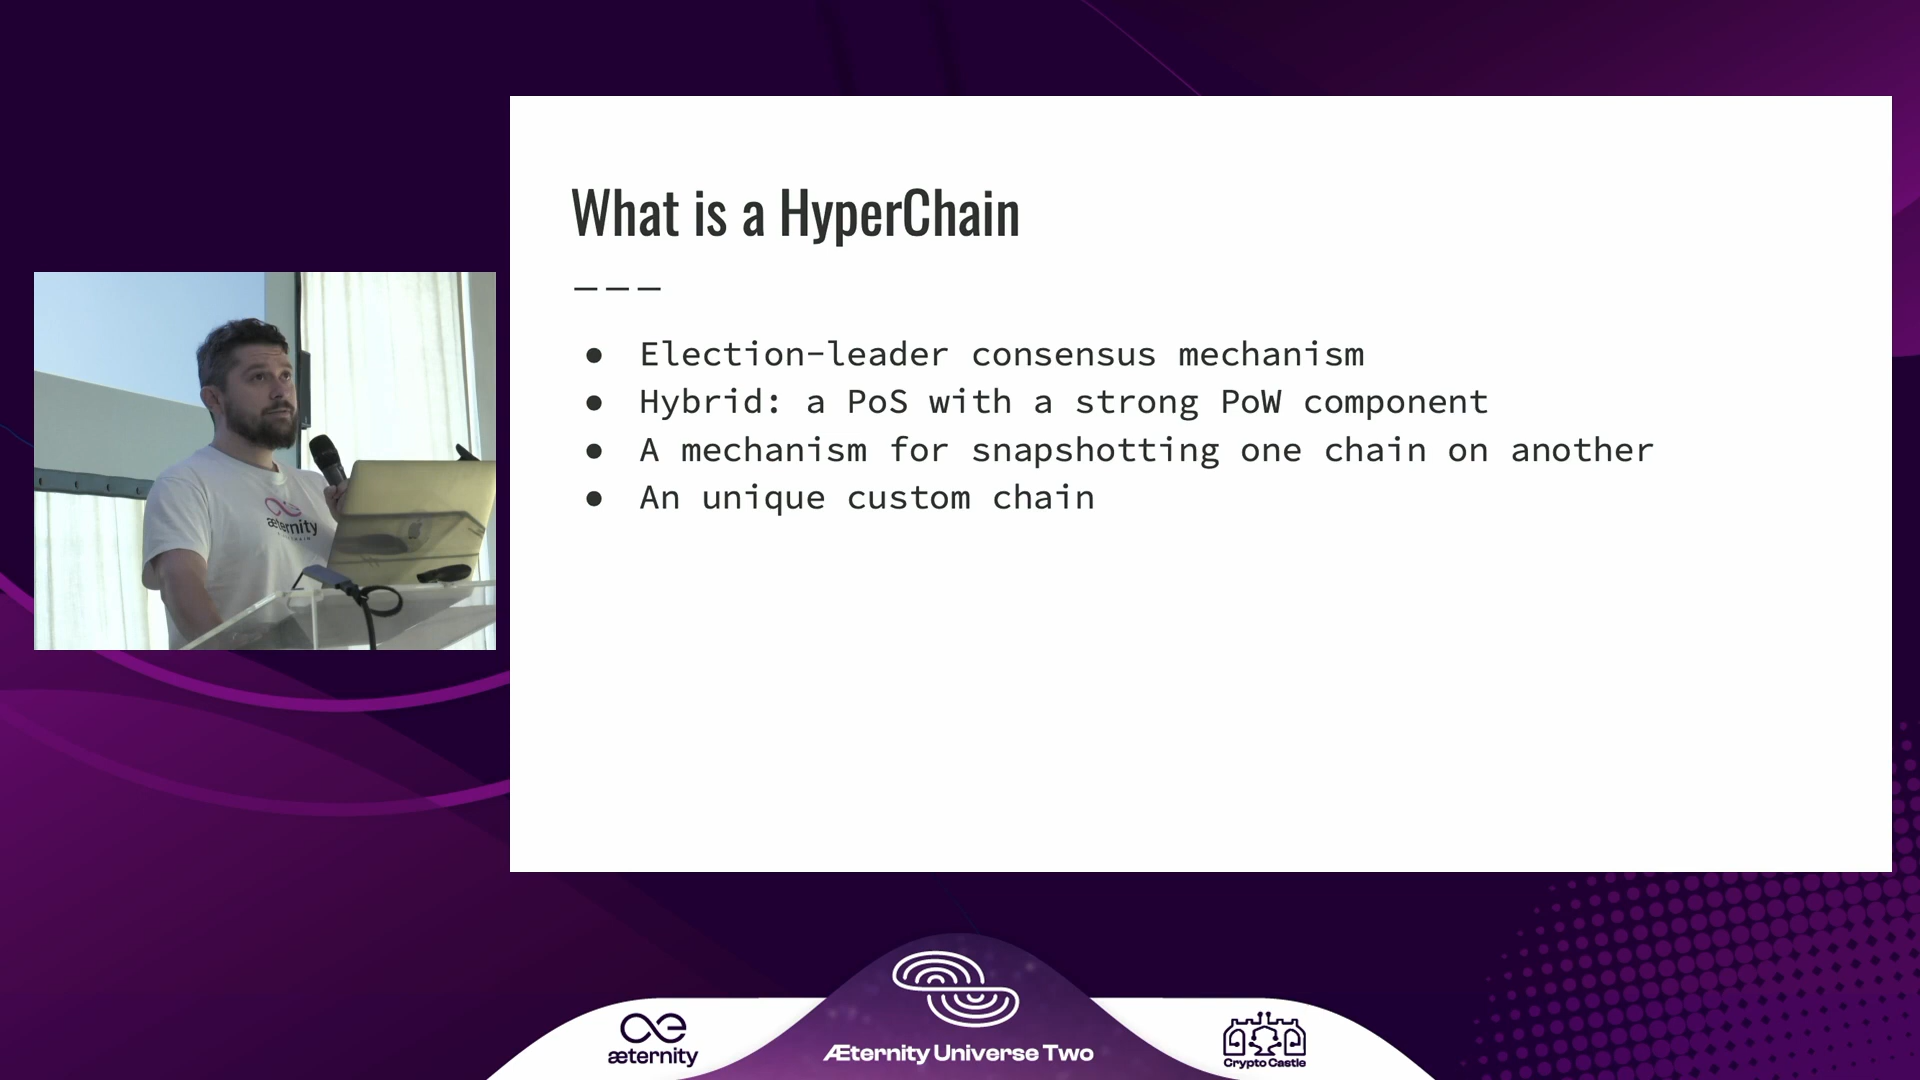 What is a HyperChain
———
● Election-leader consensus mechanism
● Hybrid: a PoS with a strong PoW component
● A mechanism for snapshotting one chain on another
● An unique custom chain
æternity
æternity
Æternity Universe Two
Crypto Castle